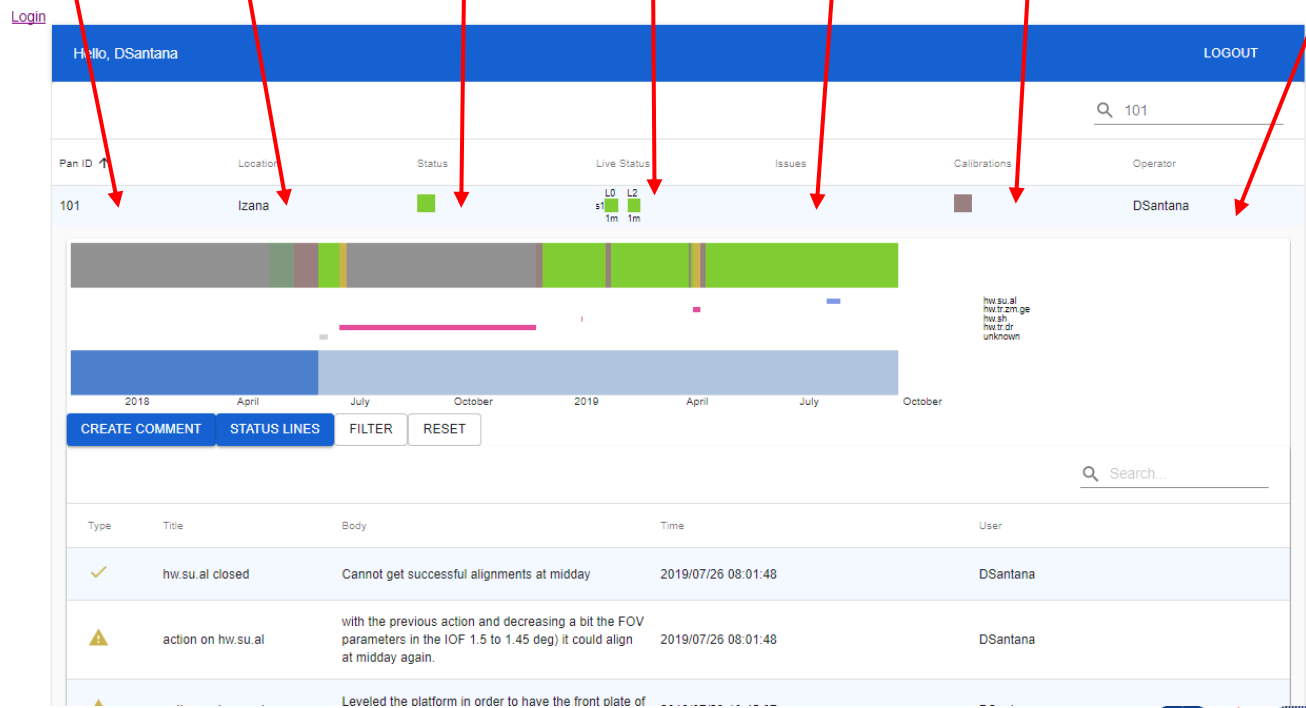 Login
Hello, DSantana
LOGOUT
101
Pan ID
Location
Status
Live Status
Issues
Calibrations
Operator
101
Izana
L0 L2
s1
1m 1m
DSantana
hw.su.al
hw.tr.zm.ge
hw.sh
hw.tr.dr
unknown
2018
April
July
October
2019
April
July
October
CREATE COMMENT
STATUS LINES
FILTER
RESET
Search...
Type
Title
Body
Time
User
hw.su.al closed
Cannot get successful alignments at midday
2019/07/26 08:01:48
DSantana
action on hw.su.al
with the previous action and decreasing a bit the FOV
parameters in the IOF 1.5 to 1.45 deg) it could align
at midday again.
2019/07/26 08:01:48
DSantana
Leveled the platform in order to have the front plate of